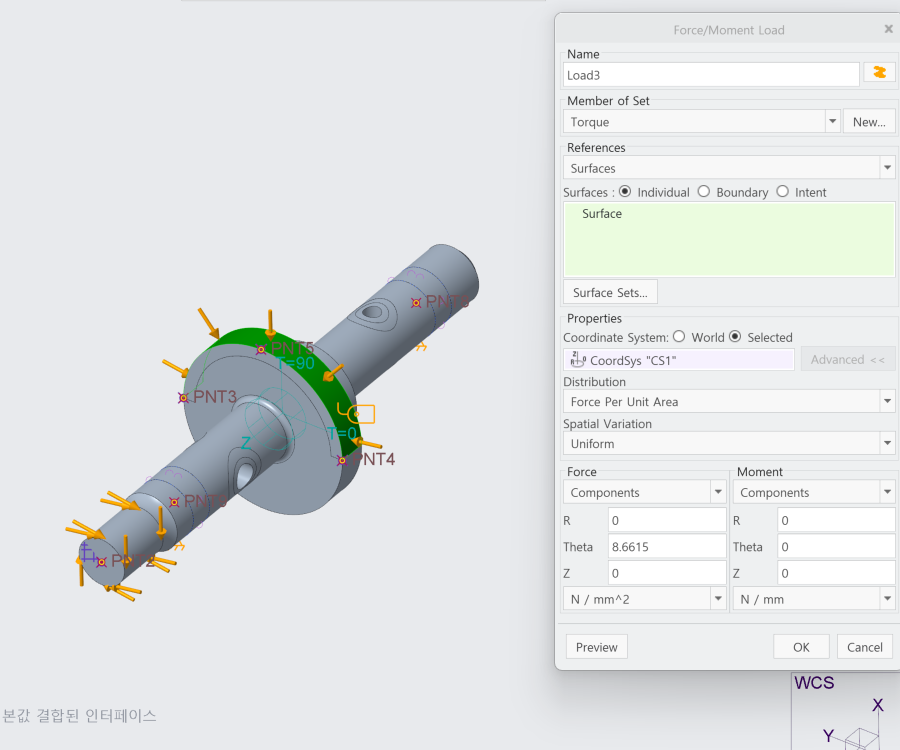 Force/Moment Load
Name
Load3
Member of Set
Torque
New...
References
Surfaces
Surfaces : Individual Boundary Intent
Surface
Surface Sets...
Properties
Coordinate System: World Selected
CoordSys "CS1"
Advanced <<
Distribution
Force Per Unit Area
Spatial Variation
Uniform
Force Moment
Components Components
R 0 R 0
Theta 8.6615 Theta 0
Z 0 Z 0
N / mm^2 N / mm
Preview OK Cancel
PNT5
T=90
PNT3
T=0
Z
PNT4
WCS
X
Y
본값 결합된 인터페이스